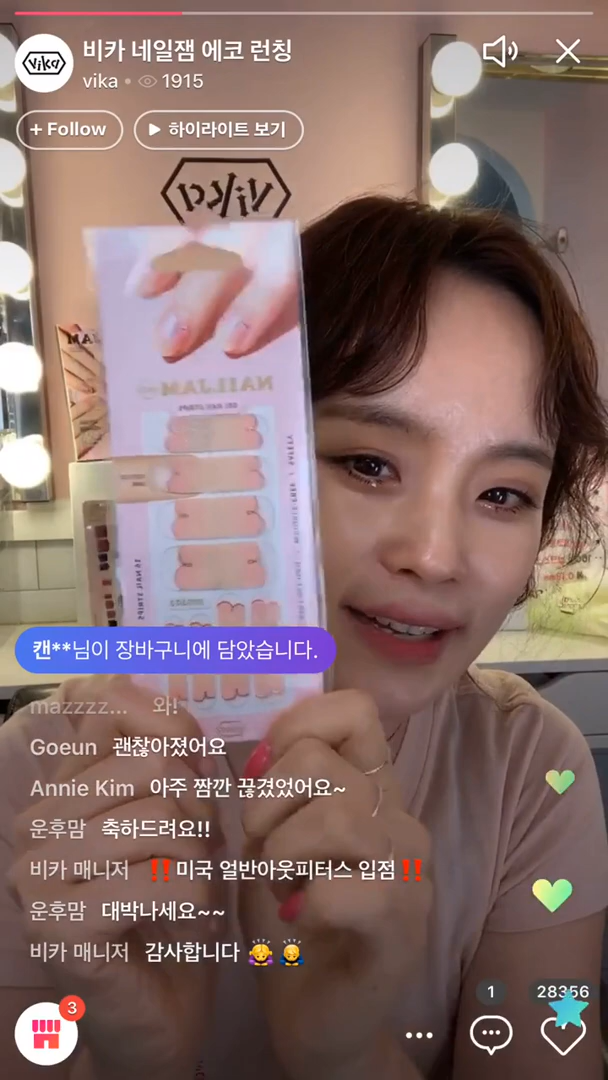 비카 네일잼 에코 런칭
vika
vika • 1915
+ Follow
하이라이트 보기
vika
NAILJAM
캔**님이 장바구니에 담았습니다.
mazzzz... 와!
Goeun 괜찮아졌어요
Annie Kim 아주 짬깐 끊겼었어요~
운후맘 축하드려요!!
비카 매니저 ‼️미국 얼반아웃피터스 입점‼️
운후맘 대박나세요~~
비카 매니저 감사합니다 🙇‍♀️ 🙇‍♂️
3
1
28356